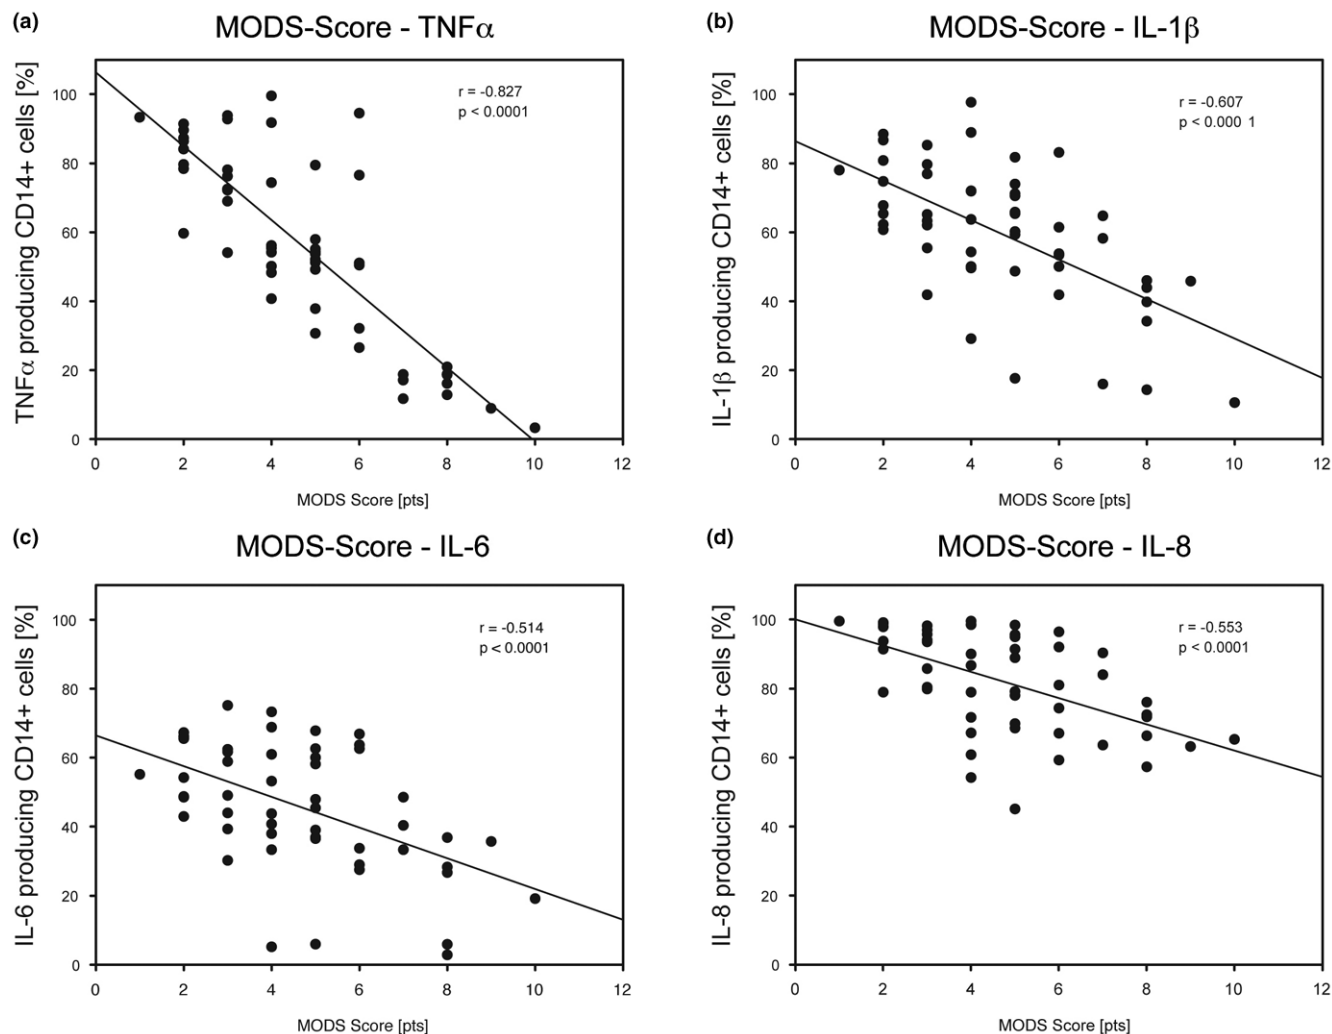 (a)
MODS-Score - TNFα
TNFα producing CD14+ cells [%]
100
80
60
40
20
0
r = -0.827
p < 0.0001
0 2 4 6 8 10 12
MODS Score [pts]
(b)
MODS-Score - IL-1β
IL-1β producing CD14+ cells [%]
100
80
60
40
20
0
r = -0.607
p < 0.000 1
0 2 4 6 8 10 12
MODS Score [pts]
(c)
MODS-Score - IL-6
IL-6 producing CD14+ cells [%]
100
80
60
40
20
0
r = -0.514
p < 0.0001
0 2 4 6 8 10 12
MODS Score [pts]
(d)
MODS-Score - IL-8
IL-8 producing CD14+ cells [%]
100
80
60
40
20
0
r = -0.553
p < 0.0001
0 2 4 6 8 10 12
MODS Score [pts]